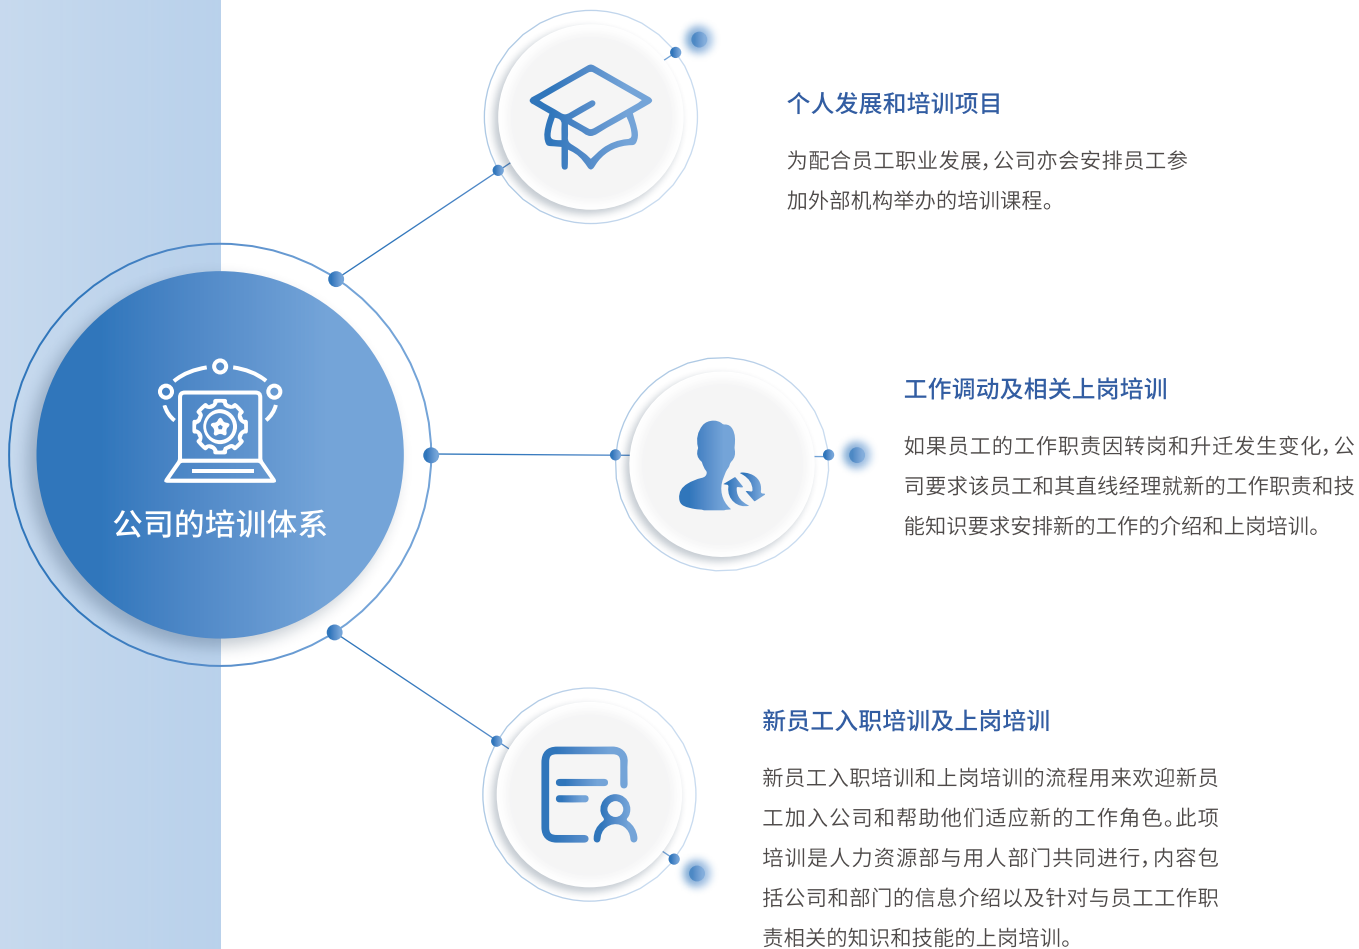 个人发展和培训项目
为配合员工职业发展，公司亦会安排员工参
加外部机构举办的培训课程。
公司的培训体系
工作调动及相关上岗培训
如果员工的工作职责因转岗和升迁发生变化，公
司要求该员工和其直线经理就新的工作职责和技
能知识要求安排新的工作的介绍和上岗培训。
新员工入职培训及上岗培训
新员工入职培训和上岗培训的流程用来欢迎新员
工加入公司和帮助他们适应新的工作角色。此项
培训是人力资源部与用人部门共同进行，内容包
括公司和部门的信息介绍以及针对与员工工作职
责相关的知识和技能的上岗培训。